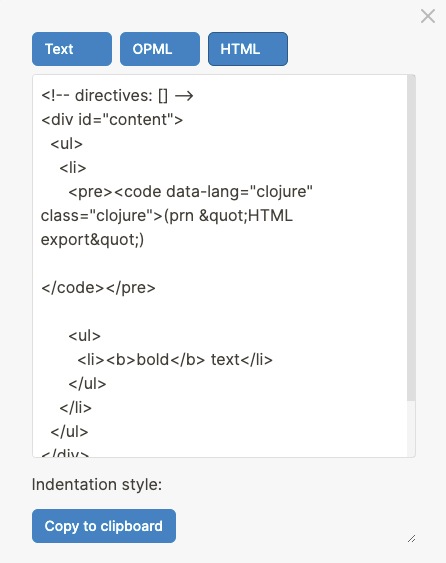 Text OPML HTML
<!-- directives: [] -->
<div id="content">
  <ul>
    <li>
      <pre><code data-lang="clojure"
class="clojure">(prn &quot;HTML
export&quot;)

</code></pre>

      <ul>
        <li><b>bold</b> text</li>
      </ul>
    </li>
  </ul>
</div>
Indentation style:
Copy to clipboard